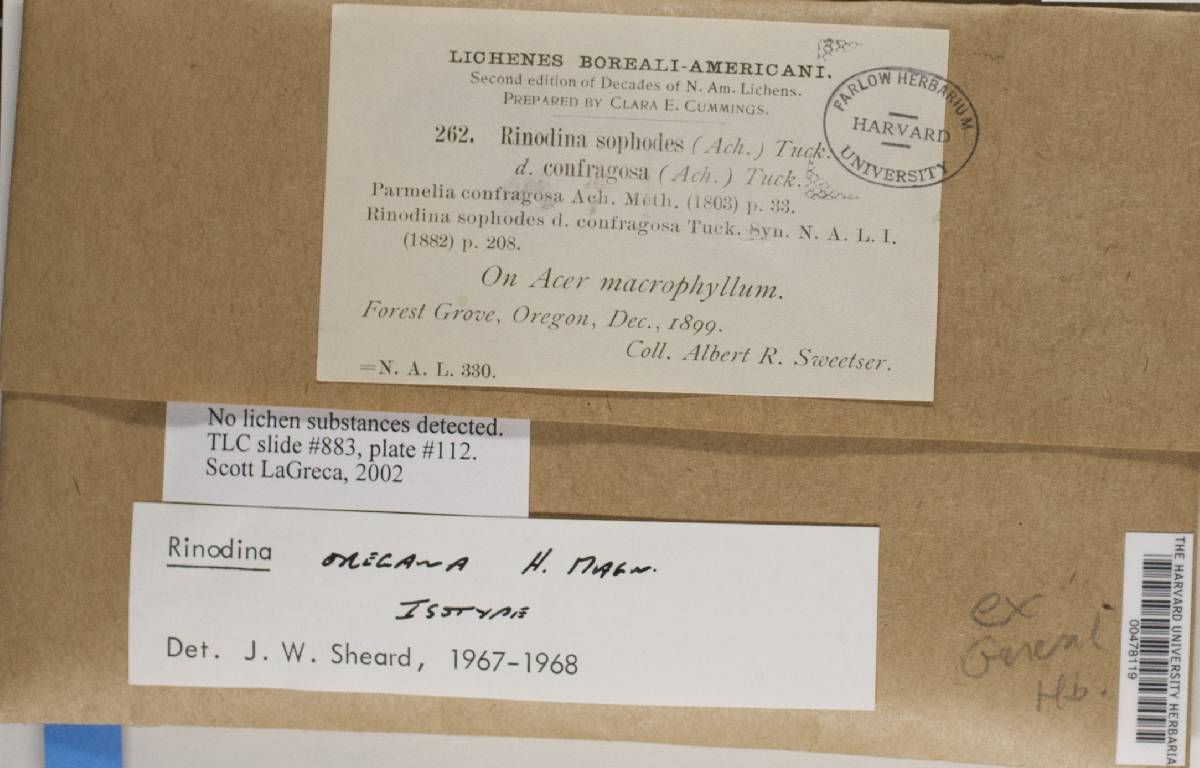 LICHENES BOREALI-AMERICANI.
Second edition of Decades of N. Am. Lichens.
PREPARED BY CLARA E. CUMMINGS.
262. Rinodina sophodes (Ach.) Tuck.
d. confragosa (Ach.) Tuck.
Parmelia confragosa Ach. Meth. (1803) p. 33.
Rinodina sophodes d. confragosa Tuck. Syn. N. A. L. I.
(1882) p. 208.
On Acer macrophyllum.
Forest Grove, Oregon, Dec., 1899.
Coll. Albert R. Sweetser.
=N. A. L. 330.
FARLOW HERBARIUM
HARVARD
UNIVERSITY
No lichen substances detected.
TLC slide #883, plate #112.
Scott LaGreca, 2002
Rinodina OREGANA H. MAGN.
ISOTYPE
Det. J. W. Sheard, 1967-1968
ex
General
Hb.
THE HARVARD UNIVERSITY HERBARIA
00478119